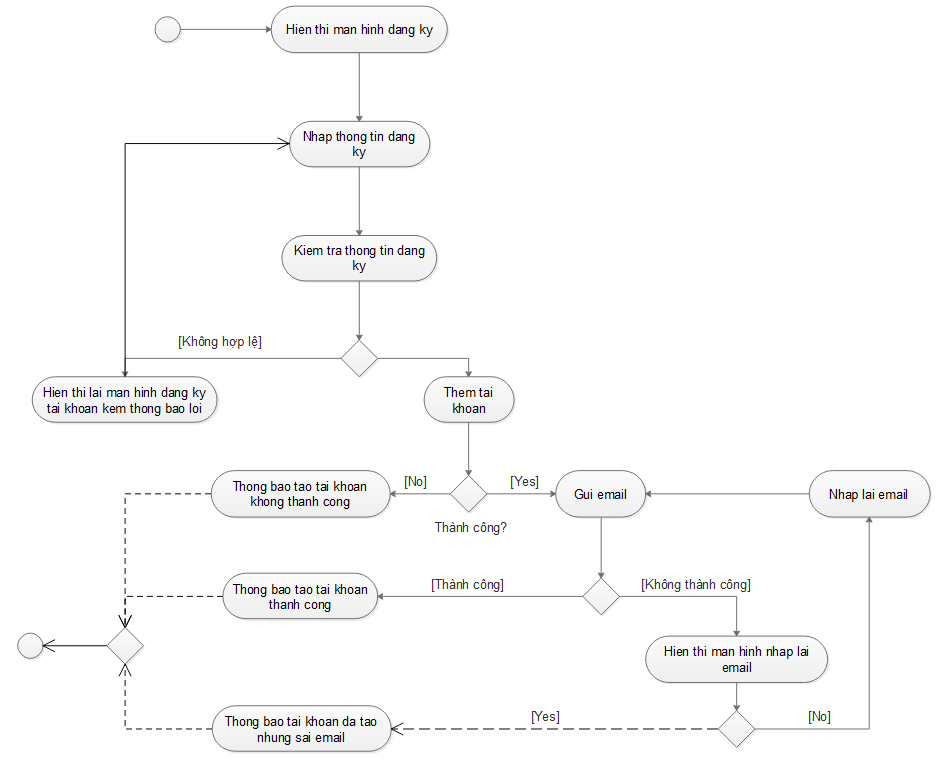 Hien thi man hinh dang ky
Nhap thong tin dang
ky
Kiem tra thong tin dang
ky
[Không hợp lệ]
Hien thi lai man hinh dang ky
tai khoan kem thong bao loi
Them tai
khoan
Thong bao tao tai khoan
khong thanh cong
[No]
[Yes]
Gui email
Nhap lai email
Thành công?
Thong bao tao tai khoan
thanh cong
[Thành công]
[Không thành công]
Hien thi man hinh nhap lai
email
Thong bao tai khoan da tao
nhung sai email
[Yes]
[No]